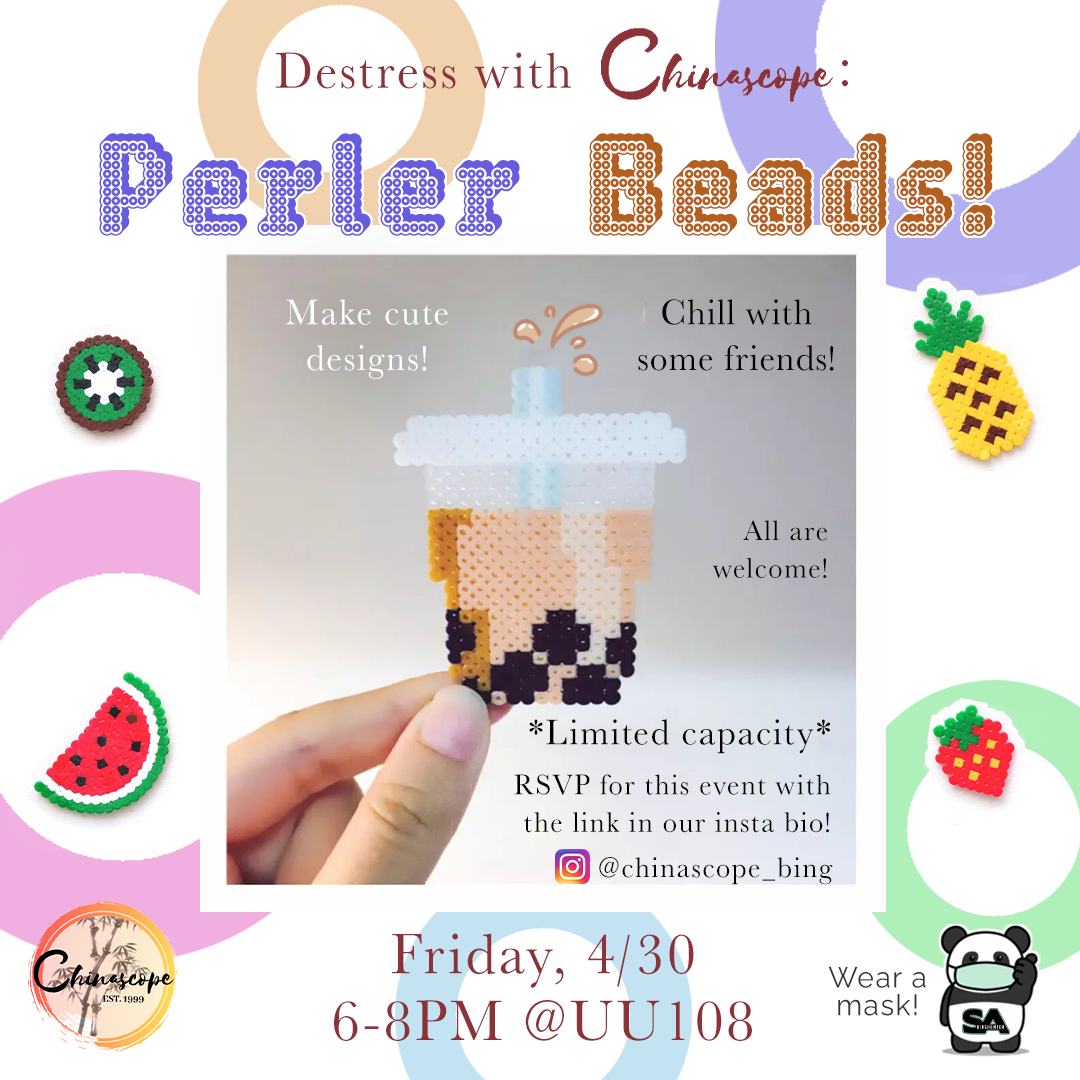 Destress with Chinascope:
Perler Beads!
Make cute
designs!
Chill with
some friends!
All are
welcome!
*Limited capacity*
RSVP for this event with
the link in our insta bio!
@chinascope_bing
Friday, 4/30
6-8PM @UU108
Chinascope
EST. 1999
Wear a
mask!
SA
BINGHAMTON